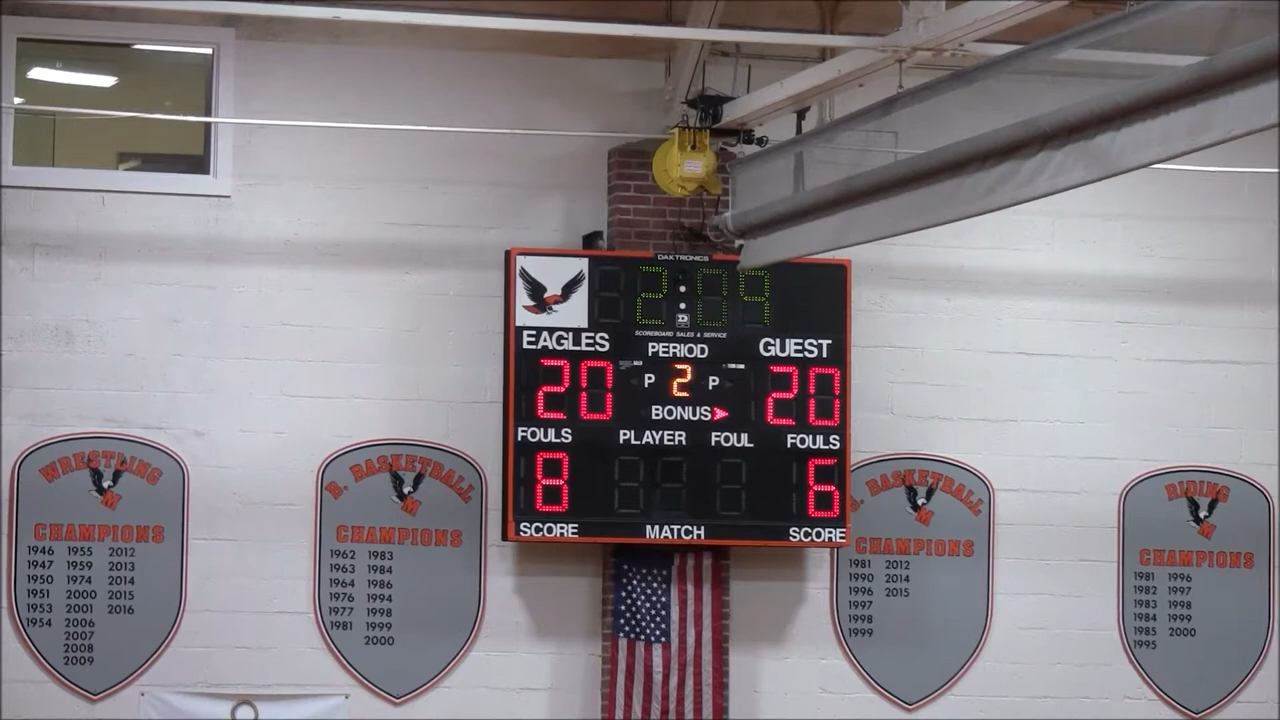 DAKTRONICS
2:09
SCOREBOARD SALES & SERVICE
EAGLES PERIOD GUEST
20 P 2 P 20
BONUS
FOULS PLAYER FOUL FOULS
8 6
SCORE MATCH SCORE
WRESTLING
M
CHAMPIONS
1946 1955 2012
1947 1959 2013
1950 1974 2014
1951 2000 2015
1953 2001 2016
1954 2006
2007
2008
2009
B. BASKETBALL
M
CHAMPIONS
1962 1983
1963 1984
1964 1986
1976 1994
1977 1998
1981 1999
2000
BASKETBALL
M
CHAMPIONS
1981 2012
1990 2014
1996 2015
1997
1998
1999
RIDING
M
CHAMPIONS
1981 1996
1982 1997
1983 1998
1984 1999
1985 2000
1995